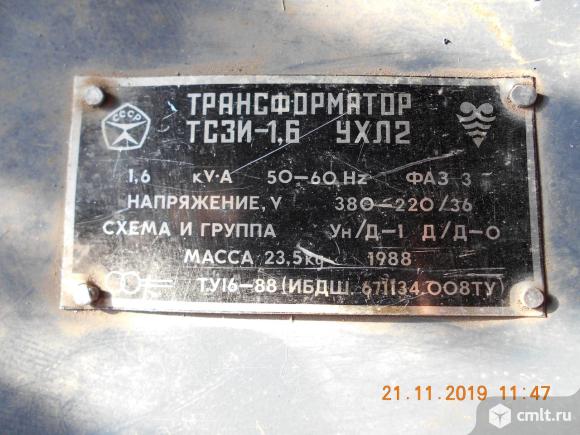 СССР
ТРАНСФОРМАТОР
ТСЗИ-1,6 УХЛ2
1,6 kV·A 50-60 Hz ФАЗ 3
НАПРЯЖЕНИЕ, V 380-220/36
СХЕМА И ГРУППА Ун/Д-1 Д/Д-0
МАССА 23,5 kg 1988
ТУ16-88 (ИБДШ. 671134.008ТУ)
21.11.2019 11:47
cmlt.ru